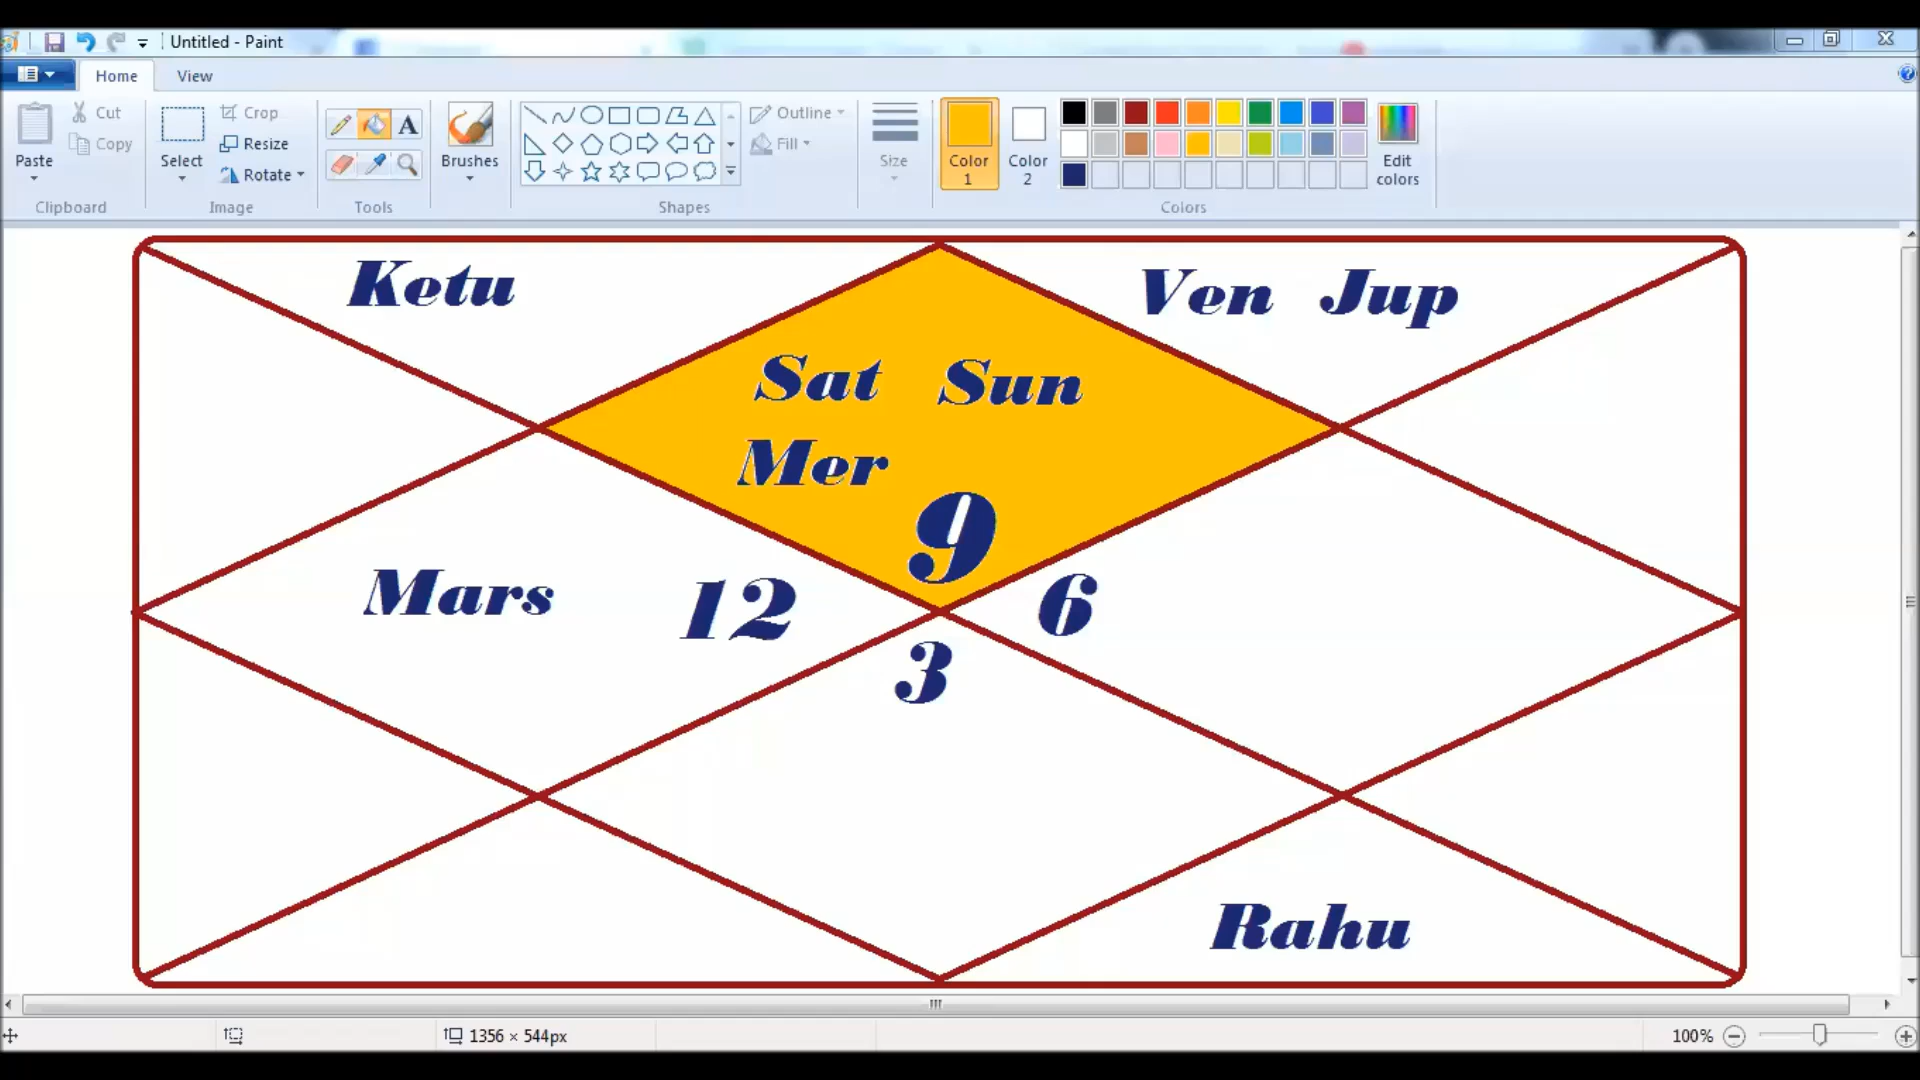 Untitled - Paint
Home View
Paste
Cut
Copy
Clipboard
Select
Crop
Resize
Rotate
Image
A
Tools
Brushes
Shapes
Outline
Fill
Size
Color 1
Color 2
Edit colors
Colors
Ketu
Ven Jup
Sat Sun
Mer
9
Mars 12 6
3
Rahu
1356 × 544px
100%